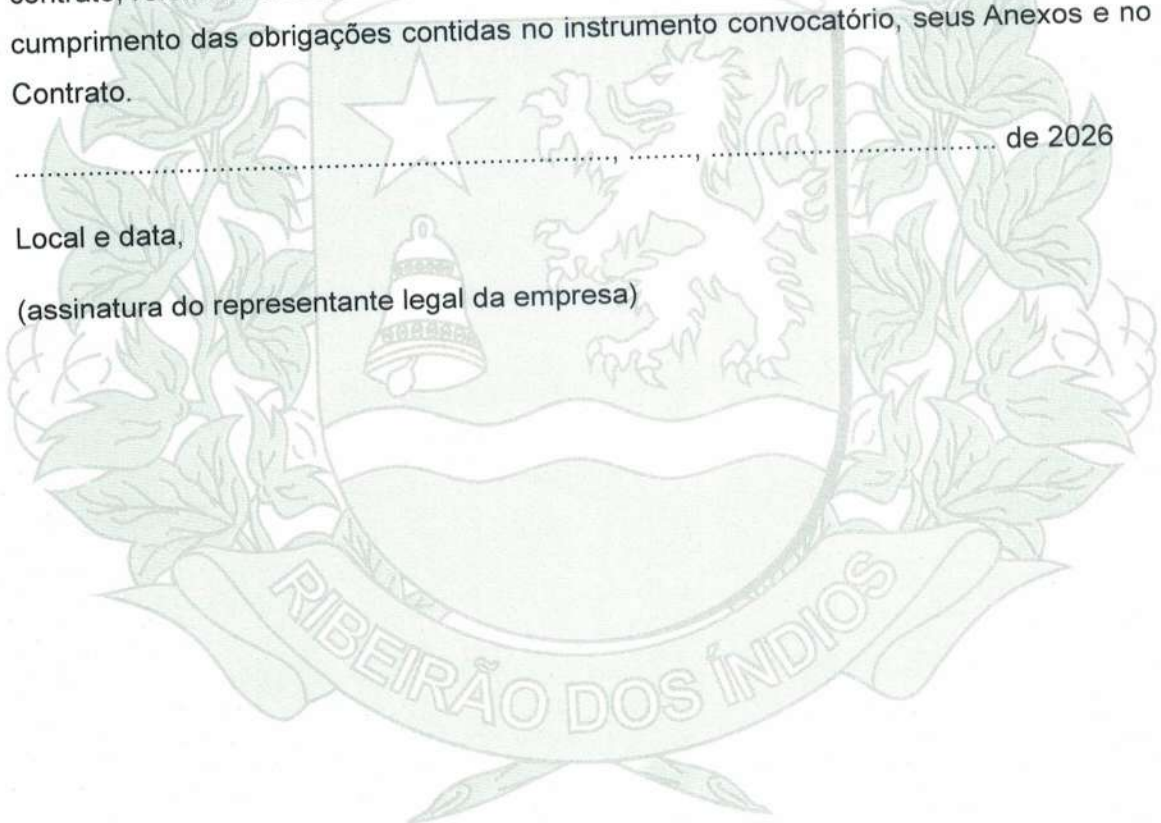 cumprimento das obrigações contidas no instrumento convocatório, seus Anexos e no
Contrato.
............................................................................................, ........, ........................................... de 2026
Local e data,
(assinatura do representante legal da empresa)
RIBEIRÃO DOS ÍNDIOS